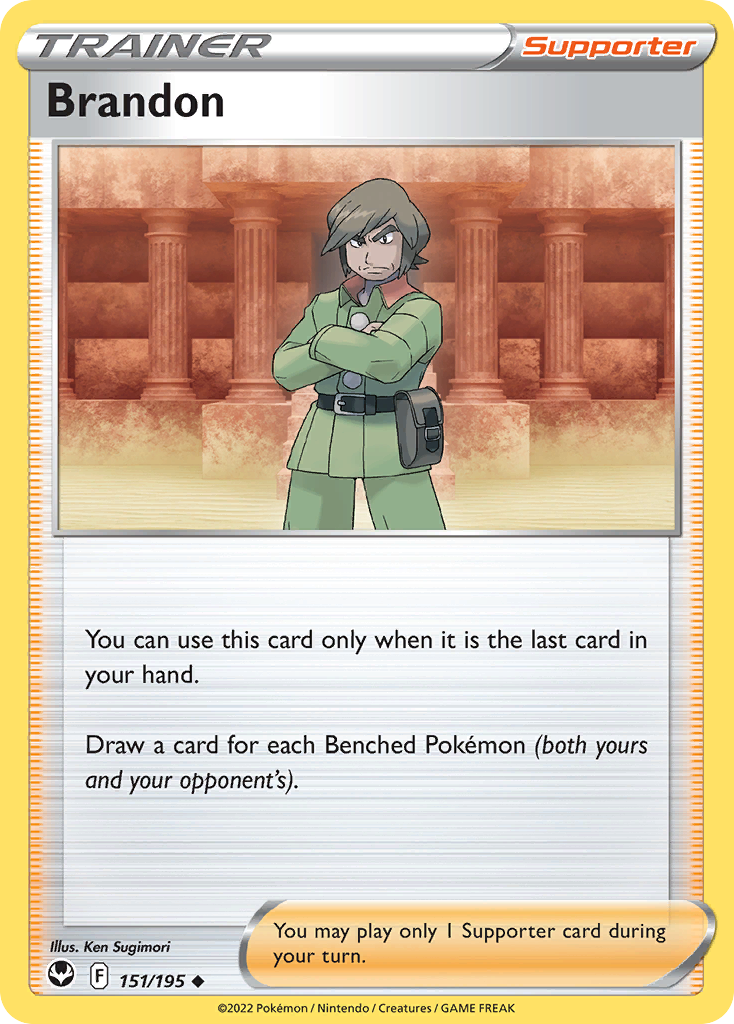 TRAINER
Supporter
Brandon
You can use this card only when it is the last card in
your hand.
Draw a card for each Benched Pokémon (both yours
and your opponent's).
You may play only 1 Supporter card during
your turn.
Illus. Ken Sugimori
F 151/195 ◆
©2022 Pokémon / Nintendo / Creatures / GAME FREAK